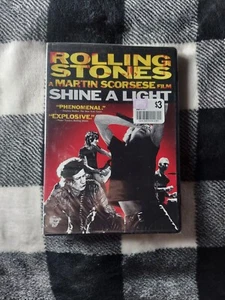 ROLLING
STONES
A MARTIN SCORSESE FILM
SHINE A LIGHT
$3
"PHENOMENAL."
"EXPLOSIVE."